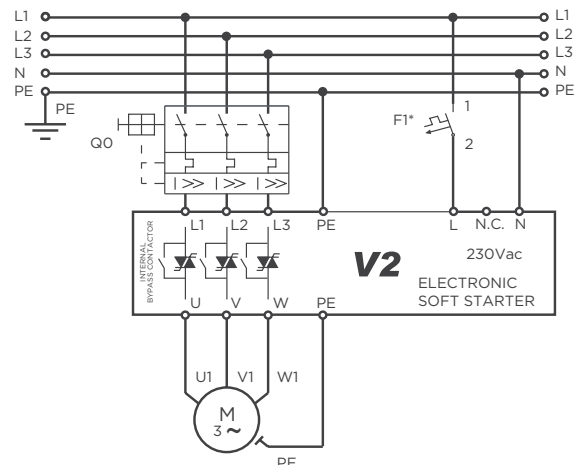 L1 L1
L2 L2
L3 L3
N N
PE PE
PE
Q0
F1* 1
2
I >> I >> I >>
L1 L2 L3 PE L N.C. N
INTERNAL
BYPASS CONTACTOR
V2 230Vac
ELECTRONIC
SOFT STARTER
U V W PE
U1 V1 W1
M
3 ~
PE